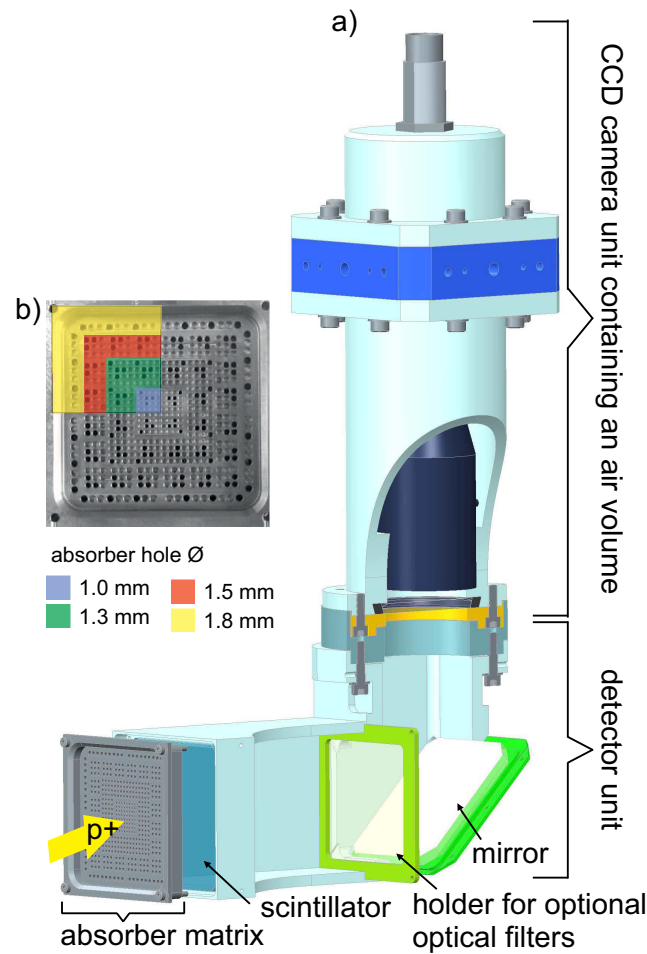 a)
CCD camera unit containing an air volume
b)
absorber hole Ø
1.0 mm
1.5 mm
1.3 mm
1.8 mm
detector unit
p+
mirror
scintillator
holder for optional
optical filters
absorber matrix